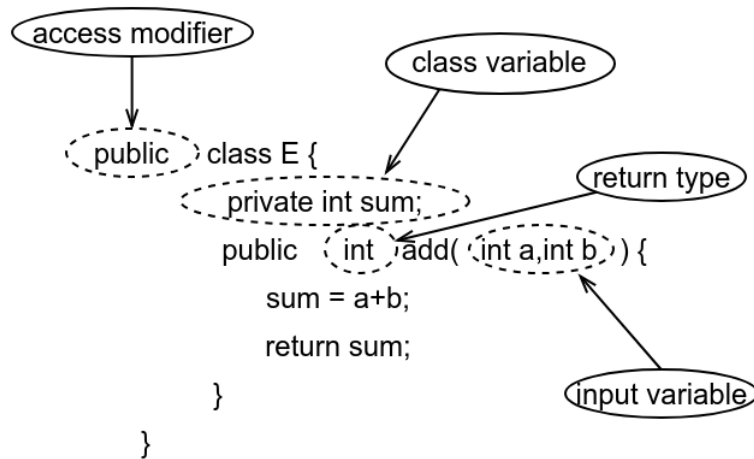 access modifier
class variable
public class E {
return type
private int sum;
public int add( int a,int b ) {
sum = a+b;
return sum;
input variable
}
}